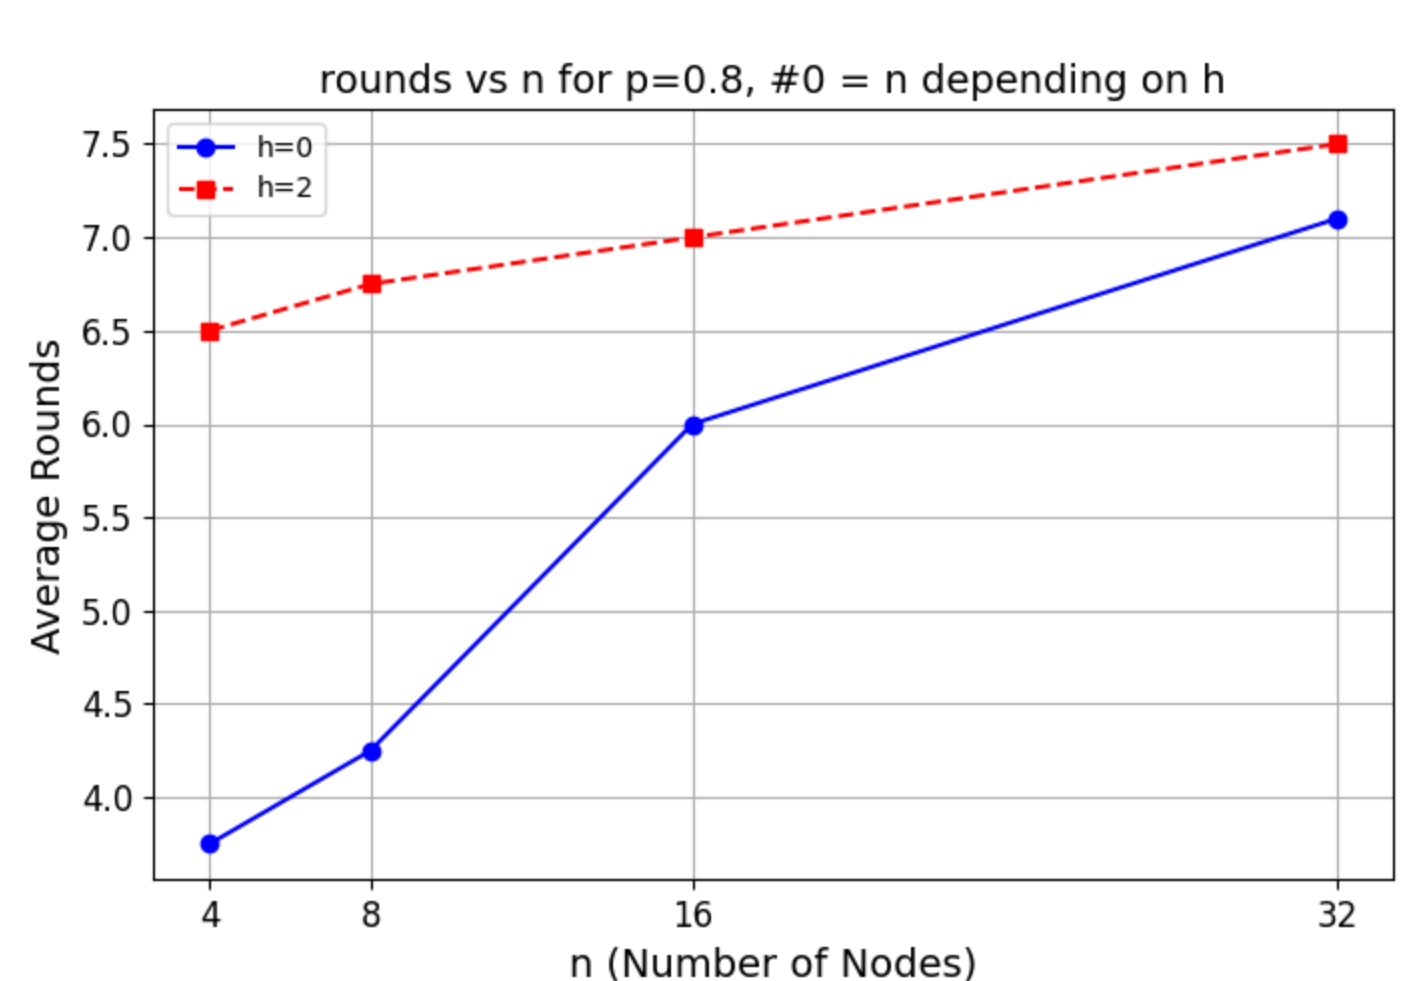 rounds vs n for p=0.8, #0 = n depending on h
h=0
h=2
7.5
7.0
6.5
6.0
5.5
5.0
4.5
4.0
Average Rounds
4 8 16 32
n (Number of Nodes)